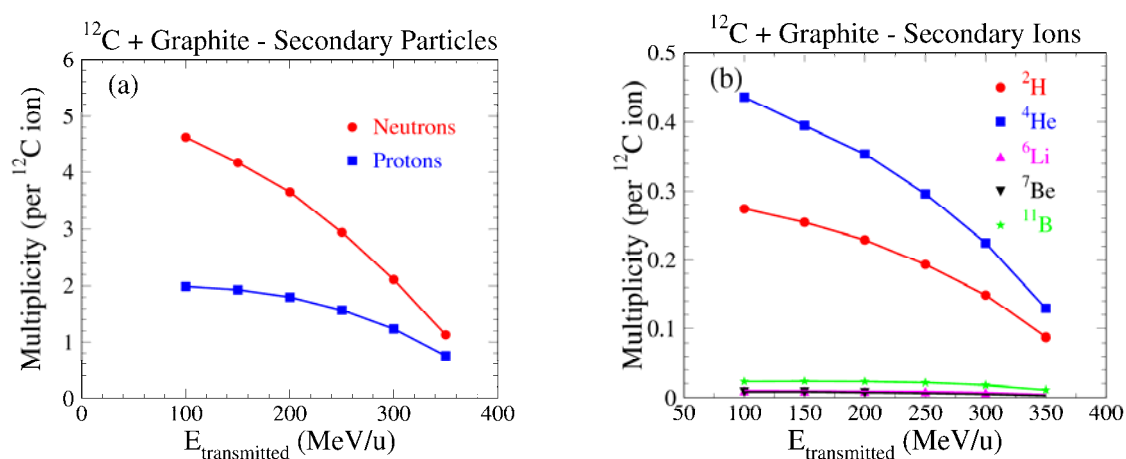 ¹²C + Graphite - Secondary Particles
(a)
Neutrons
Protons
Multiplicity (per ¹²C ion)
6
5
4
3
2
1
0
0 100 200 300 400
E_transmitted (MeV/u)
¹²C + Graphite - Secondary Ions
(b)
²H
⁴He
⁶Li
⁷Be
¹¹B
Multiplicity (per ¹²C ion)
0.5
0.4
0.3
0.2
0.1
0
50 100 150 200 250 300 350 400
E_transmitted (MeV/u)